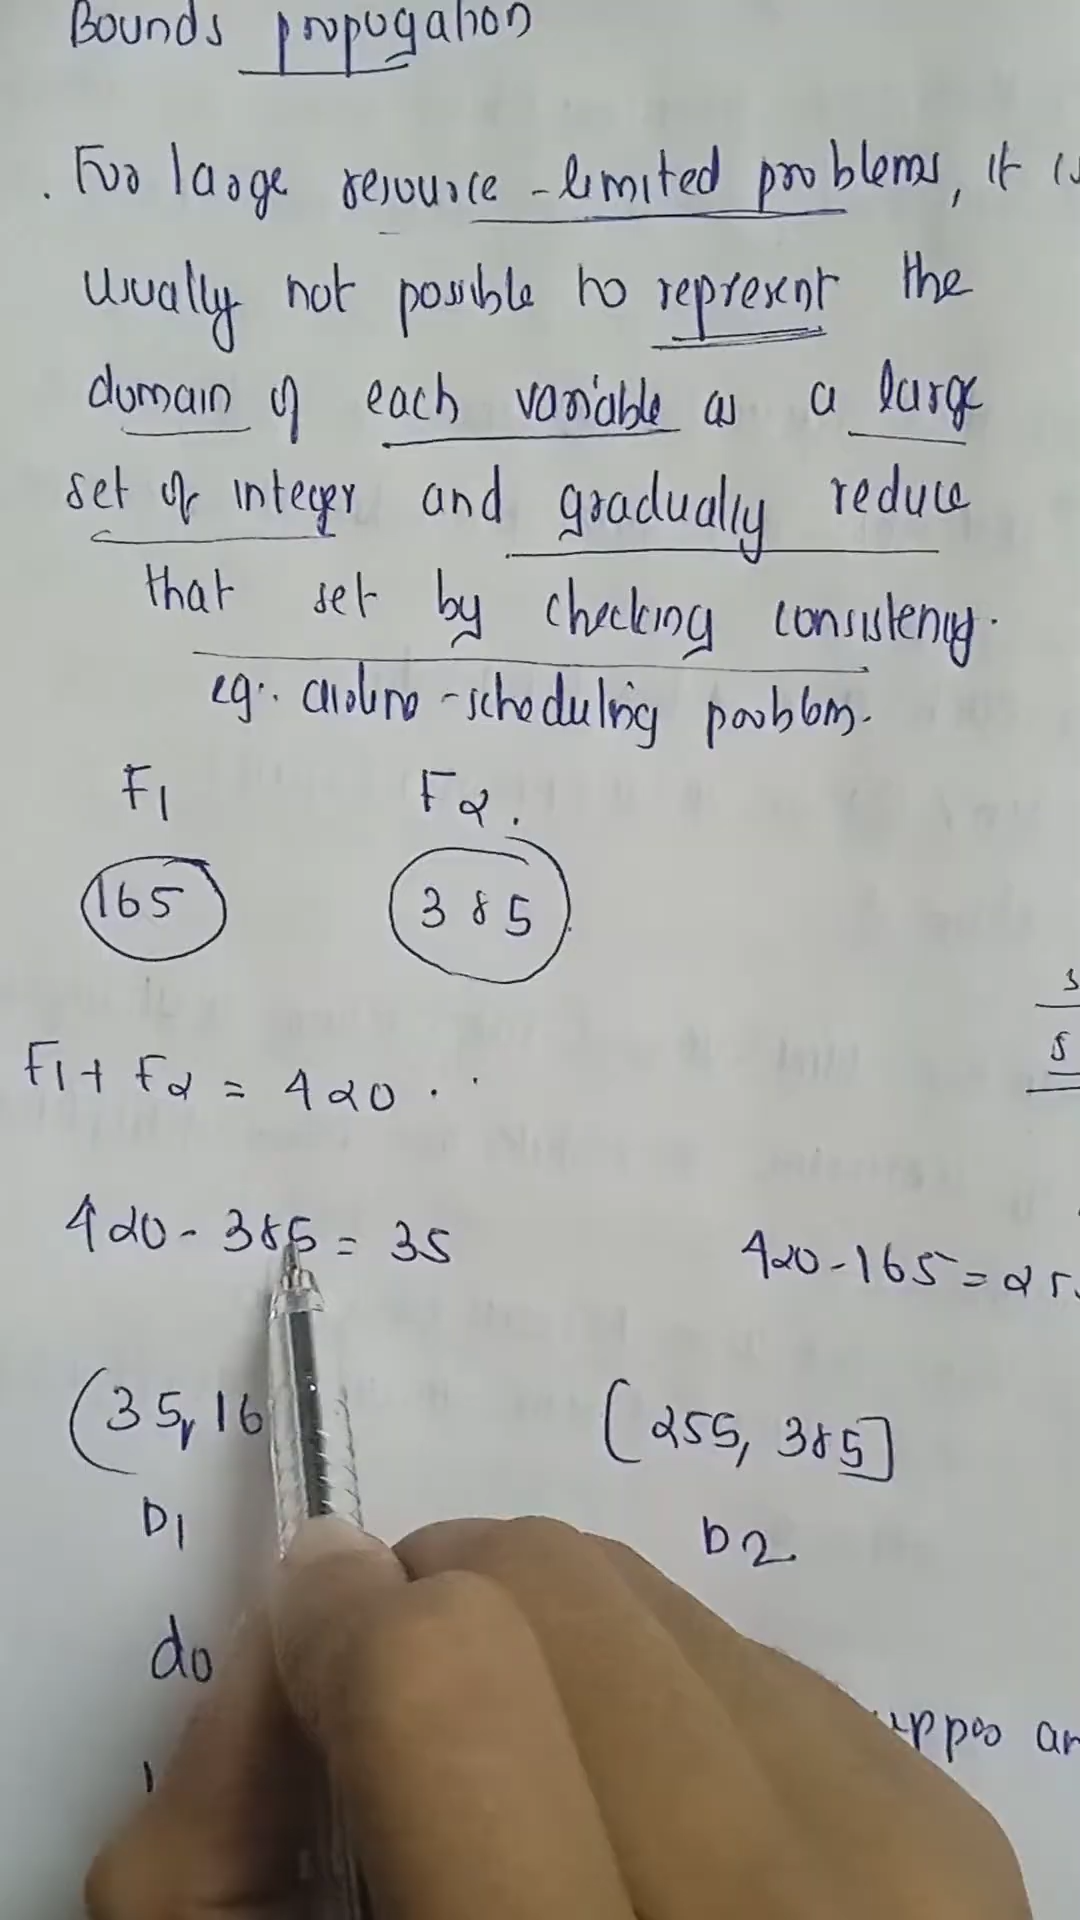 Bounds propogation
. For large resource-limited problems, it is
usually not possible to represent the
domain of each variable as a large
set of integer and gradually reduce
that set by checking consistency.
eg:. airline-scheduling problem.
F1 F2.
165 385
F1 + F2 = 420.
420 - 385 = 35 420 - 165 = 25
(35, 16 [255, 385]
D1 D2
do
upper